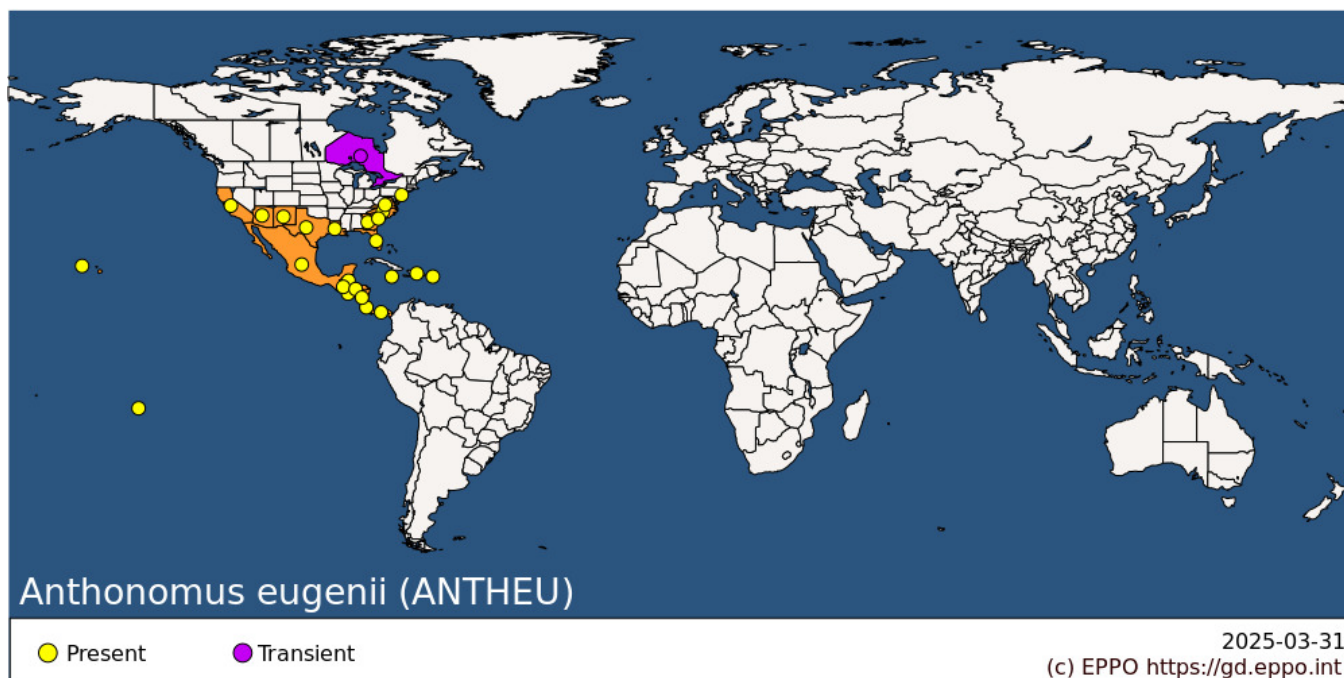 Anthonomus eugenii (ANTHEU)
Present
Transient
2025-03-31
(c) EPPO https://gd.eppo.int